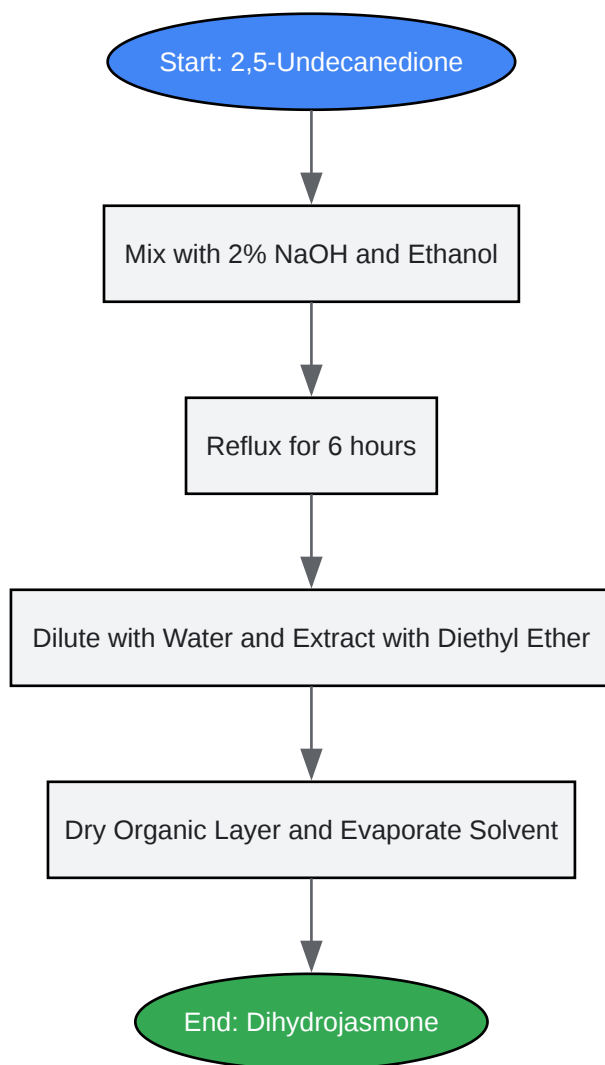 Start: 2,5-Undecanedione
Mix with 2% NaOH and Ethanol
Reflux for 6 hours
Dilute with Water and Extract with Diethyl Ether
Dry Organic Layer and Evaporate Solvent
End: Dihydrojasmone